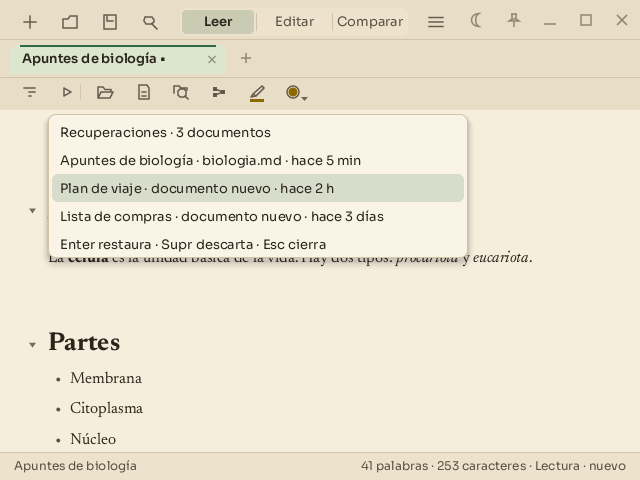 Leer Editar Comparar
Apuntes de biología •
Recuperaciones · 3 documentos
Apuntes de biología · biologia.md · hace 5 min
Plan de viaje · documento nuevo · hace 2 h
Lista de compras · documento nuevo · hace 3 días
Enter restaura · Supr descarta · Esc cierra
La célula es la unidad básica de la vida. Hay dos tipos: procariota y eucariota.
Partes
• Membrana
• Citoplasma
• Núcleo
Apuntes de biología 41 palabras · 253 caracteres · Lectura · nuevo